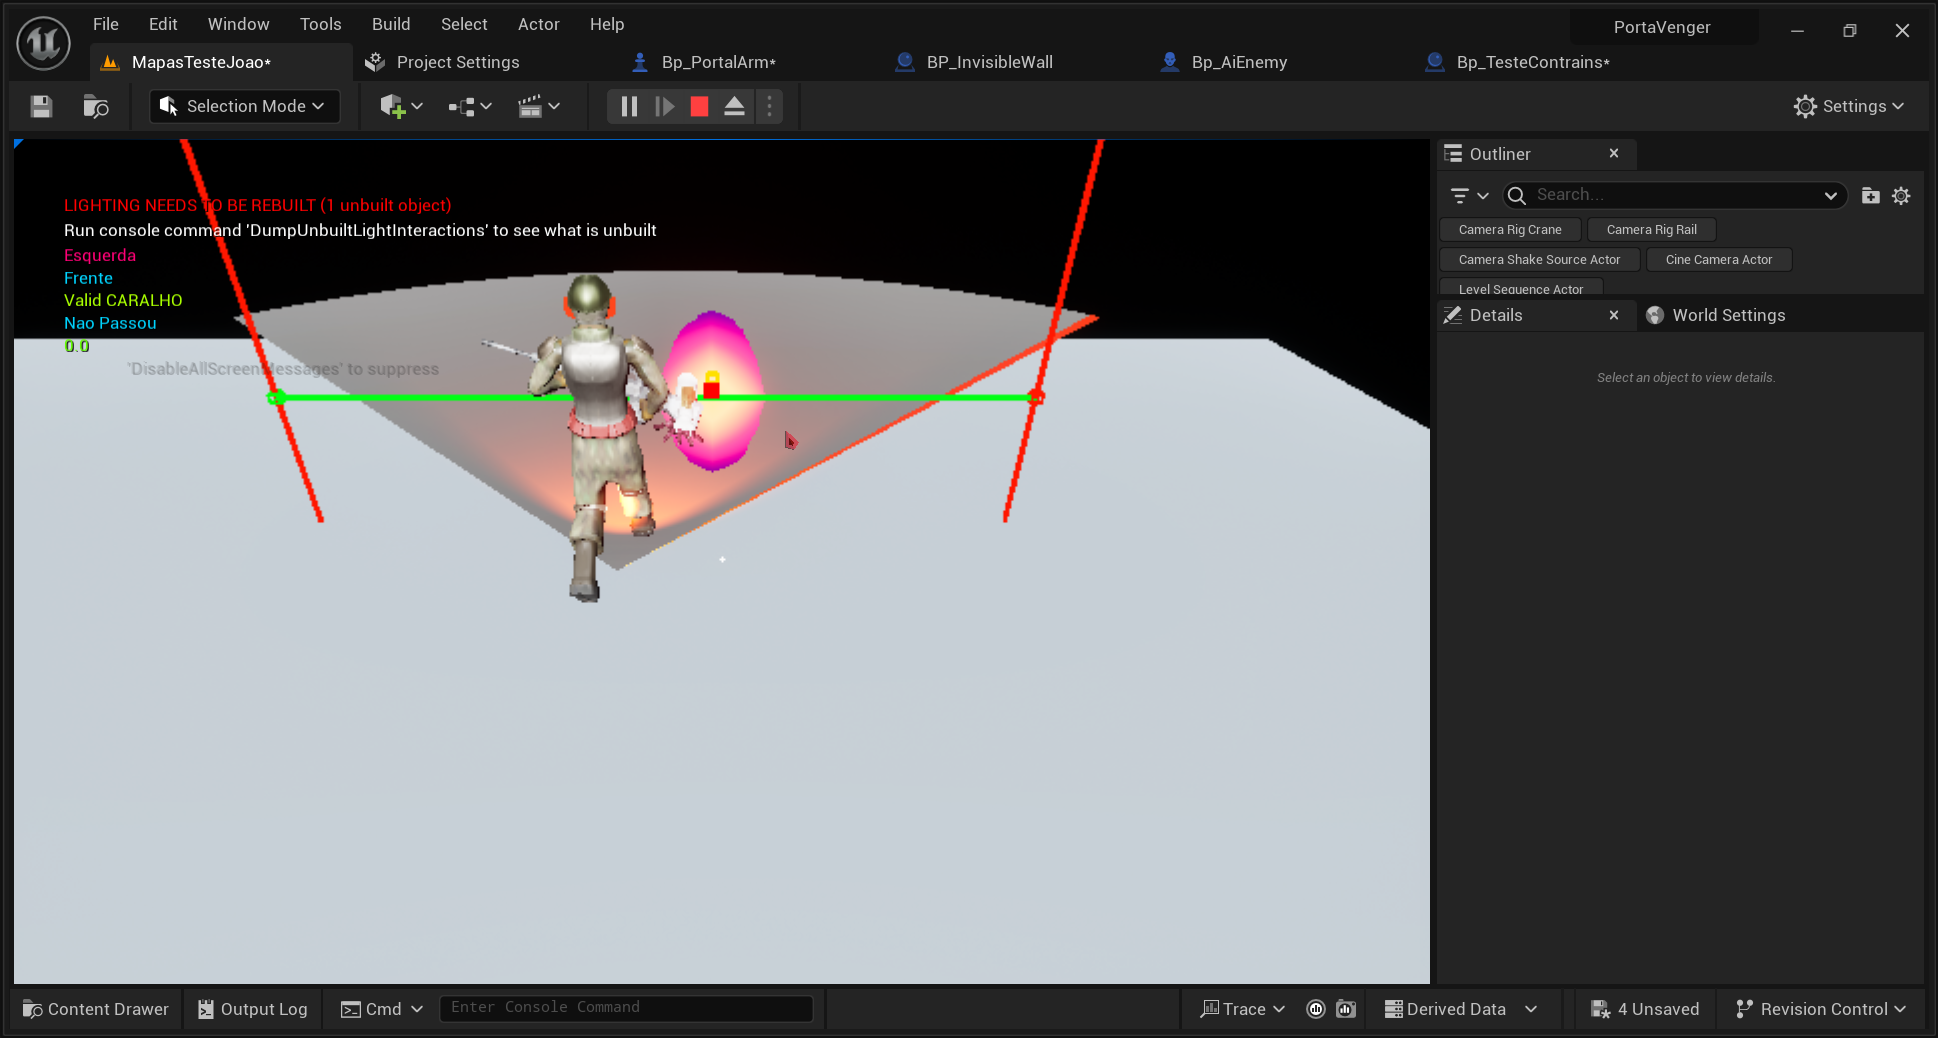 File Edit Window Tools Build Select Actor Help
PortaVenger
MapasTesteJoao*
Project Settings
Bp_PortalArm*
BP_InvisibleWall
Bp_AiEnemy
Bp_TesteContrains*
Selection Mode
Settings
LIGHTING NEEDS TO BE REBUILT (1 unbuilt object)
Run console command 'DumpUnbuiltLightInteractions' to see what is unbuilt
Esquerda
Frente
Valid CARALHO
Nao Passou
0.0
'DisableAllScreenMessages' to suppress
Outliner
Search...
Camera Rig Crane
Camera Rig Rail
Camera Shake Source Actor
Cine Camera Actor
Level Sequence Actor
Details
World Settings
Select an object to view details.
Content Drawer
Output Log
Cmd
Enter Console Command
Trace
Derived Data
4 Unsaved
Revision Control